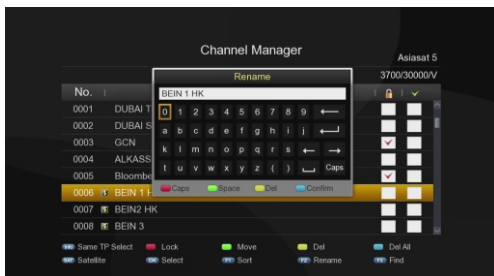 Channel Manager
Asiasat 5
3700/30000/V
No.
Rename
BEIN 1 HK
0 1 2 3 4 5 6 7 8 9
a b c d e f g h i j
k l m n o p q r s
t u v w x y z ( ) Caps
Caps Space Del Confirm
0001 DUBAI T
0002 DUBAI S
0003 GCN
0004 ALKASS
0005 Bloombe
0006 $ BEIN 1 H
0007 $ BEIN2 HK
0008 $ BEIN 3
Same TP Select Lock Move Del Del All
Satellite OK Select F1 Sort F2 Rename Find